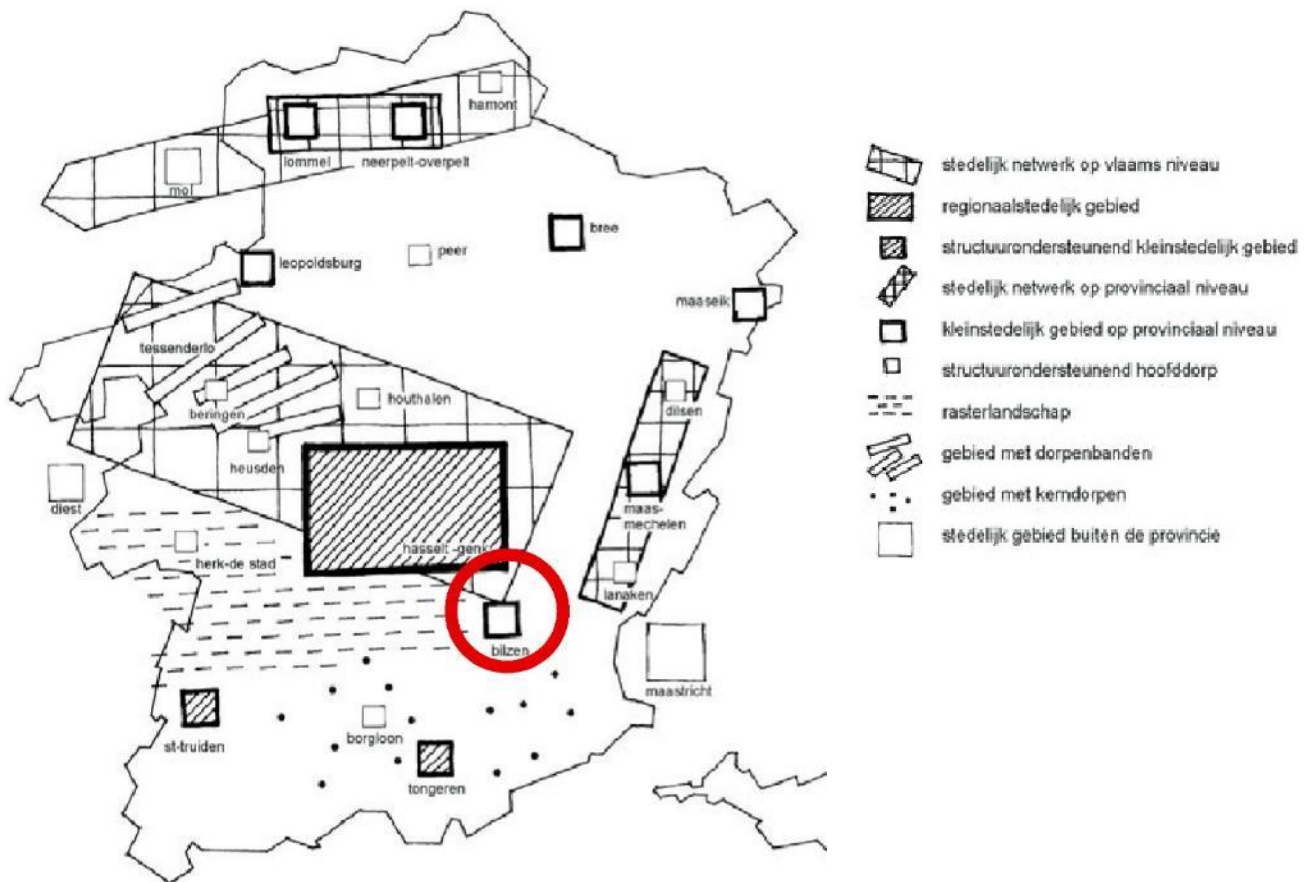 hamont
lommel
neerpelt-overpelt
mol
bree
peer
leopoldsburg
maaseik
tessenderlo
beringen
houthalen
dilsen
heusden
diest
maas-
mechelen
hasselt -genk
herk-de stad
lanaken
bilzen
maastricht
st-truiden
borgloon
tongeren
stedelijk netwerk op vlaams niveau
regionaalstedelijk gebied
structuurondersteunend kleinstedelijk gebied
stedelijk netwerk op provinciaal niveau
kleinstedelijk gebied op provinciaal niveau
structuurondersteunend hoofddorp
rasterlandschap
gebied met dorpenbanden
gebied met kerndorpen
stedelijk gebied buiten de provincie